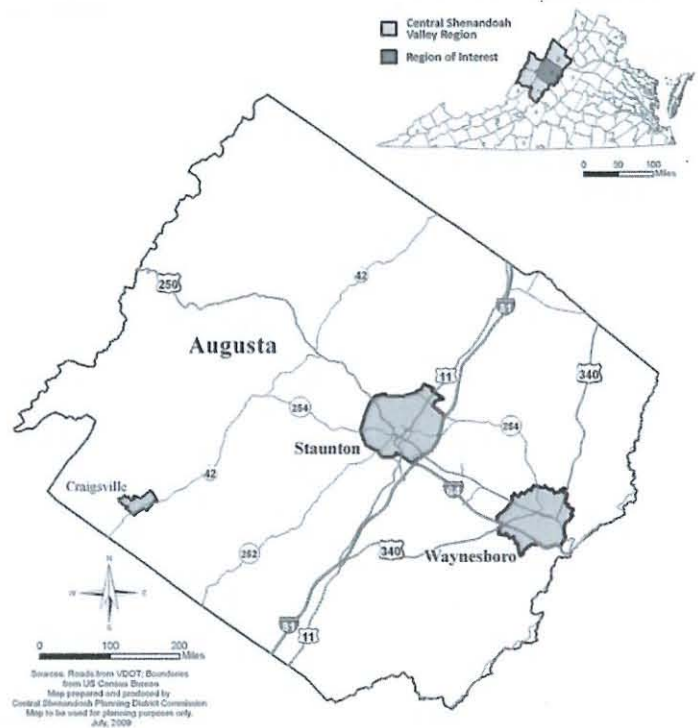 Central Shenandoah
Valley Region
Region of Interest
0 50 100
Miles
250
42
81
Augusta
11
340
254
254
Staunton
Craigsville
42
252
340
Waynesboro
N
W E
S
81
11
0 100 200
Miles
Sources: Roads from VDOT; Boundaries
from US Census Bureau
Map prepared and produced by
Central Shenandoah Planning District Commission
Map to be used for planning purposes only.
July, 2009